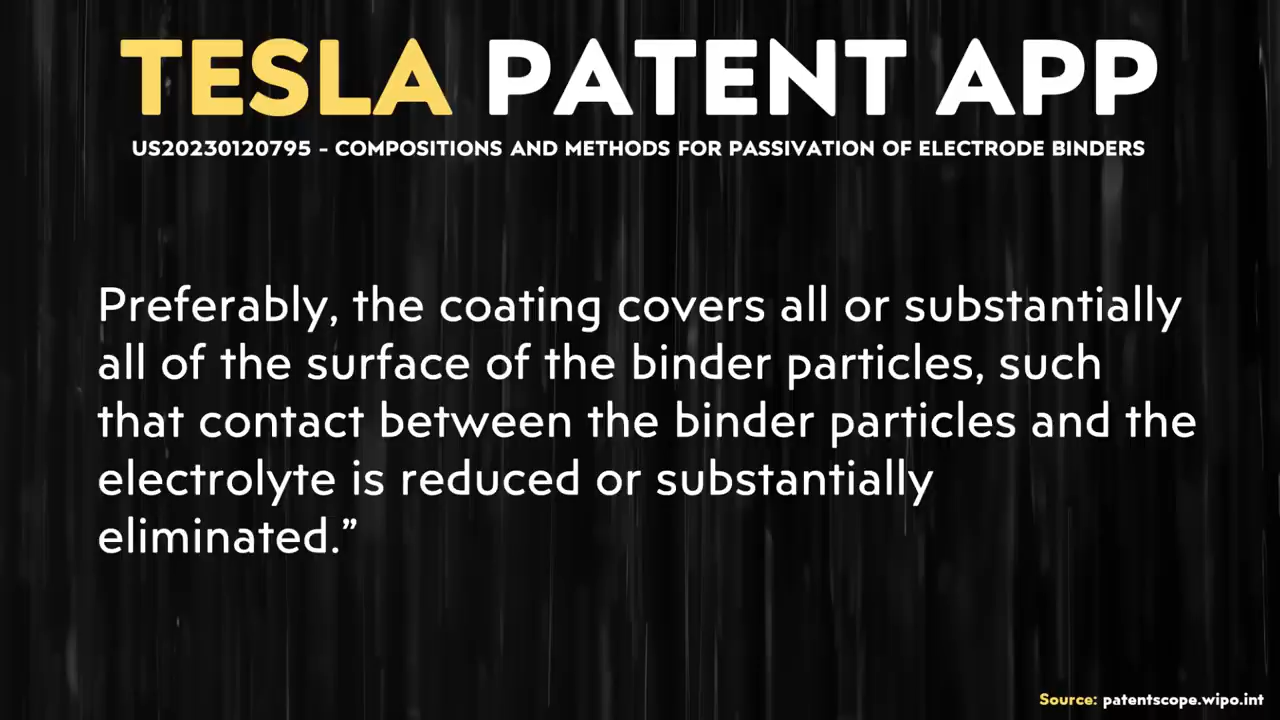 TESLA PATENT APP
US20230120795 - COMPOSITIONS AND METHODS FOR PASSIVATION OF ELECTRODE BINDERS
Preferably, the coating covers all or substantially
all of the surface of the binder particles, such
that contact between the binder particles and the
electrolyte is reduced or substantially
eliminated.”
Source: patentscope.wipo.int